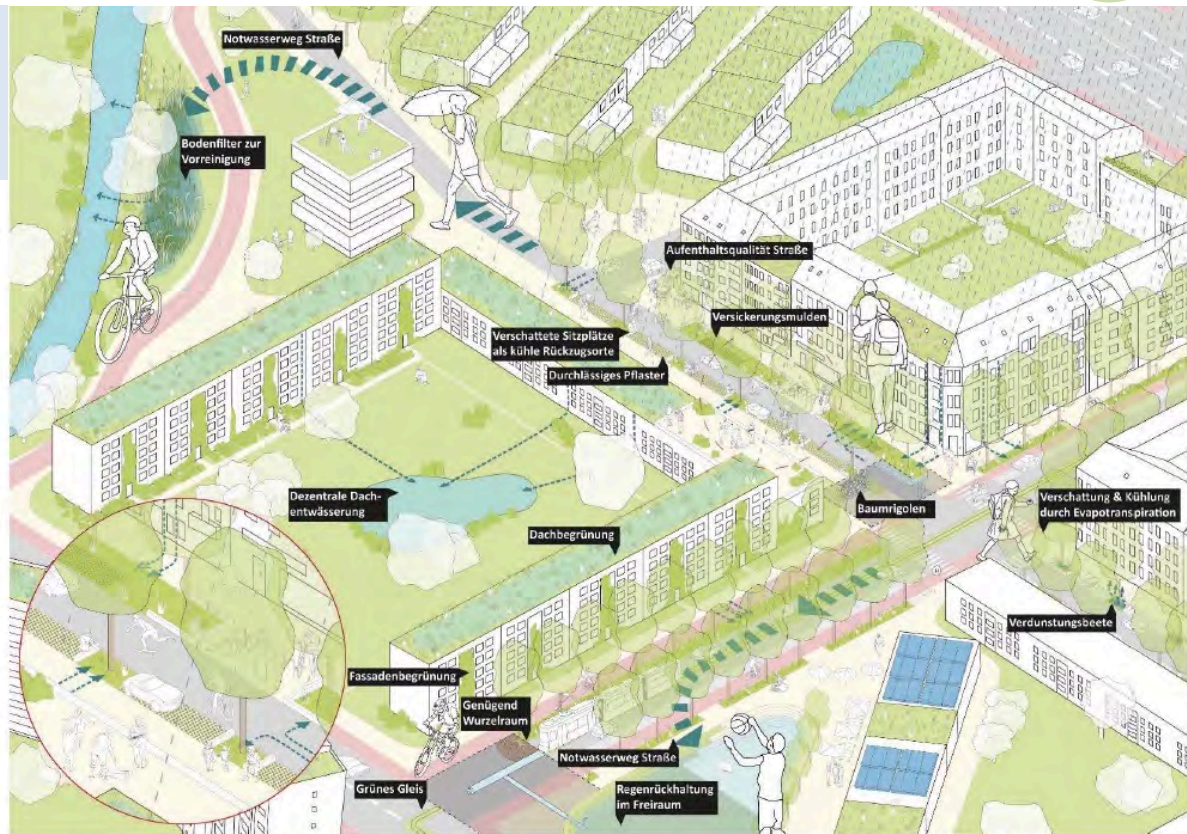 Notwasserweg Straße
Bodenfilter zur
Vorreinigung
Aufenthaltsqualität Straße
Versickerungsmulden
Verschattete Sitzplätze
als kühle Rückzugsorte
Durchlässiges Pflaster
Dezentrale Dach-
entwässerung
Baumrigolen
Verschattung & Kühlung
durch Evapotranspiration
Dachbegrünung
Verdunstungsbeete
Fassadenbegrünung
Genügend
Wurzelraum
Notwasserweg Straße
Grünes Gleis
Regenrückhaltung
im Freiraum